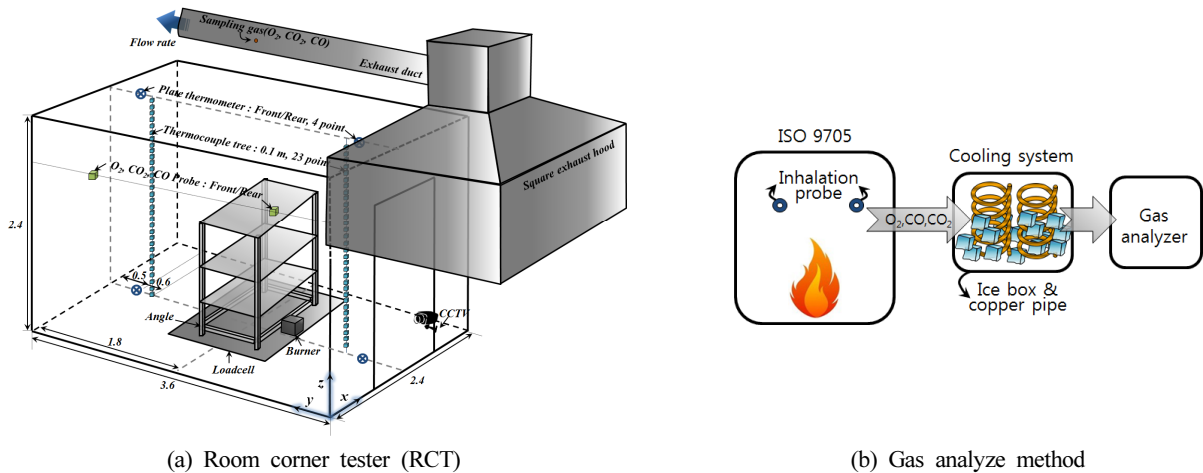 Sampling gas(O2, CO2, CO)
Flow rate
Exhaust duct
Plate thermometer : Front/Rear, 4 point
Thermocouple tree : 0.1 m, 23 point
O2, CO2, CO Probe : Front/Rear
Square exhaust hood
2.4
0.5
0.6
Angle
CCTV
Burner
1.8
Loadcell
3.6
2.4
z
y
x
(a) Room corner tester (RCT)
ISO 9705
Inhalation
probe
O2,CO,CO2
Cooling system
Ice box &
copper pipe
Gas
analyzer
(b) Gas analyze method